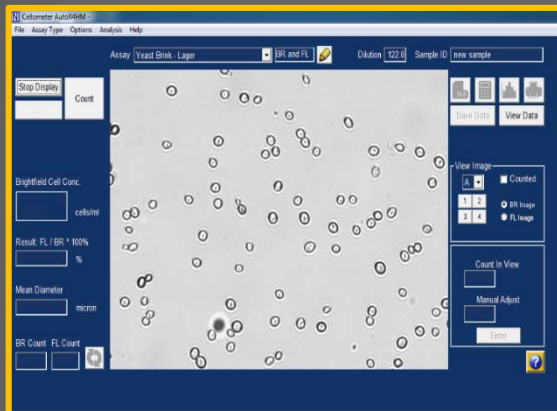 Cellometer AutoX4HM -
File Assay Type Options Analysis Help
Assay Yeast Brink - Lager BR and FL Dilution 122.0 Sample ID new sample
Stop Display
Count
Save Data View Data
View Image
A Counted
1 2 BR Image
3 4 FL Image
Brightfield Cell Conc.
cells/ml
Result: FL / BR * 100%
%
Count In View
Mean Diameter
Manual Adjust
micron
Enter
BR Count FL Count
?